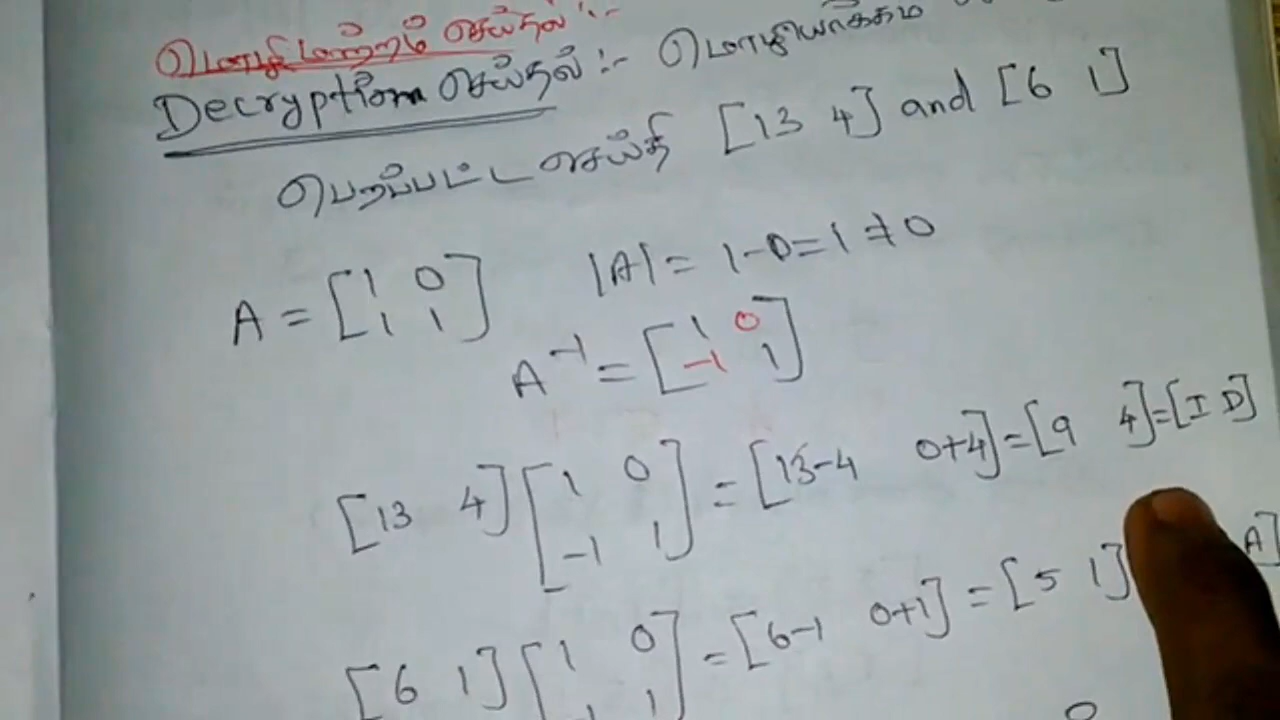 மொழிமாற்றம் செய்தல் :-
Decryption செய்தல் :- மொழியாக்கம்
பெறப்பட்ட செய்தி [13 4] and [6 1]
A = [1 0 1 1] |A| = 1-0=1 ≠ 0
A⁻¹ = [1 0 -1 1]
[13 4] [1 0 -1 1] = [13-4 0+4] = [9 4] = [I D]
[6 1] [1 0 1] = [6-1 0+1] = [5 1] A]